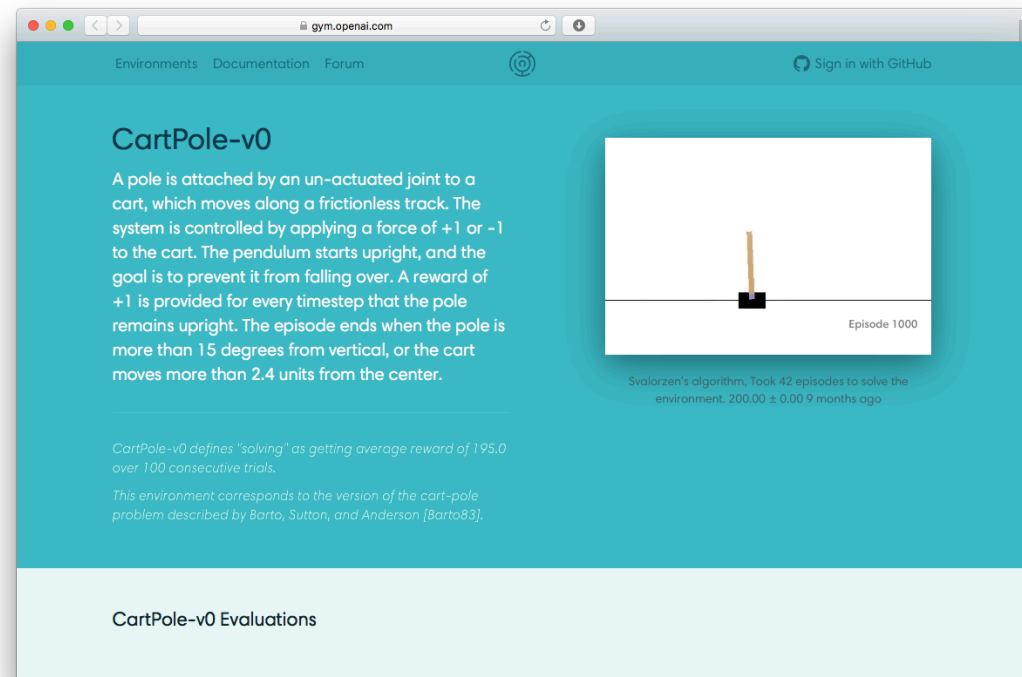 gym.openai.com
Environments Documentation Forum
Sign in with GitHub
CartPole-v0
A pole is attached by an un-actuated joint to a
cart, which moves along a frictionless track. The
system is controlled by applying a force of +1 or -1
to the cart. The pendulum starts upright, and the
goal is to prevent it from falling over. A reward of
+1 is provided for every timestep that the pole
remains upright. The episode ends when the pole is
more than 15 degrees from vertical, or the cart
moves more than 2.4 units from the center.
CartPole-v0 defines "solving" as getting average reward of 195.0
over 100 consecutive trials.
This environment corresponds to the version of the cart-pole
problem described by Barto, Sutton, and Anderson [Barto83].
Episode 1000
Svalorzen's algorithm, Took 42 episodes to solve the
environment. 200.00 ± 0.00 9 months ago
CartPole-v0 Evaluations